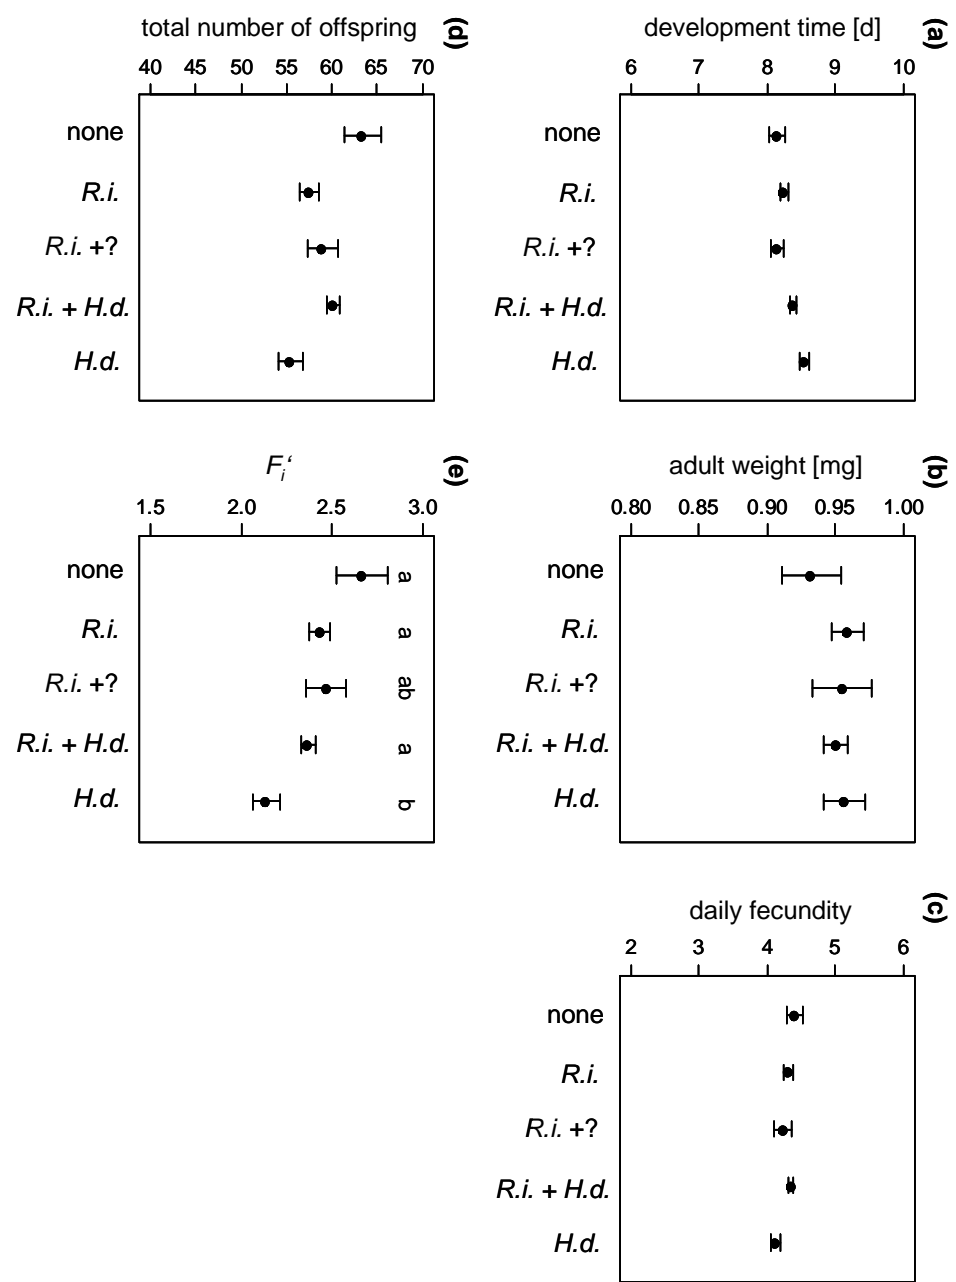 (a)
development time [d]
6 7 8 9 10
none
R.i.
R.i. +?
R.i. + H.d.
H.d.
(b)
adult weight [mg]
0.80 0.85 0.90 0.95 1.00
none
R.i.
R.i. +?
R.i. + H.d.
H.d.
(c)
daily fecundity
2 3 4 5 6
none
R.i.
R.i. +?
R.i. + H.d.
H.d.
(d)
total number of offspring
40 45 50 55 60 65 70
none
R.i.
R.i. +?
R.i. + H.d.
H.d.
(e)
Fi‘
1.5 2.0 2.5 3.0
none a
R.i. a
R.i. +? ab
R.i. + H.d. a
H.d. b